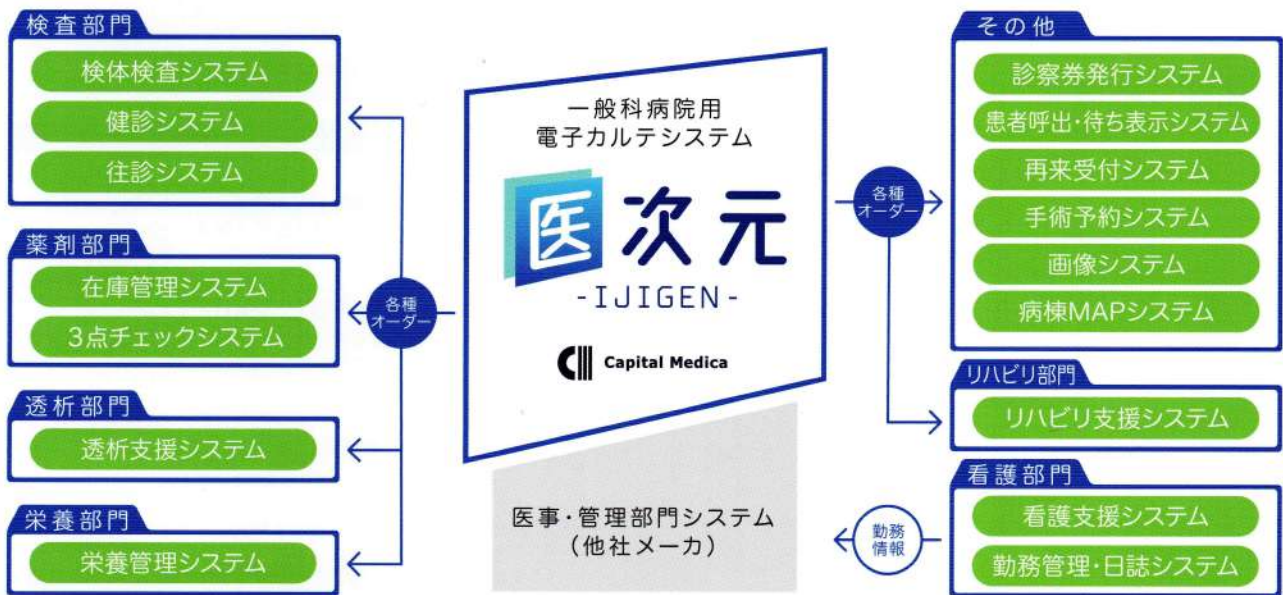 検査部門
検体検査システム
健診システム
往診システム
薬剤部門
在庫管理システム
3点チェックシステム
透析部門
透析支援システム
栄養部門
栄養管理システム
各種
オーダー
一般科病院用
電子カルテシステム
医次元
-IJIGEN-
Capital Medica
医事・管理部門システム
(他社メーカ)
各種
オーダー
勤務
情報
その他
診察券発行システム
患者呼出・待ち表示システム
再来受付システム
手術予約システム
画像システム
病棟MAPシステム
リハビリ部門
リハビリ支援システム
看護部門
看護支援システム
勤務管理・日誌システム